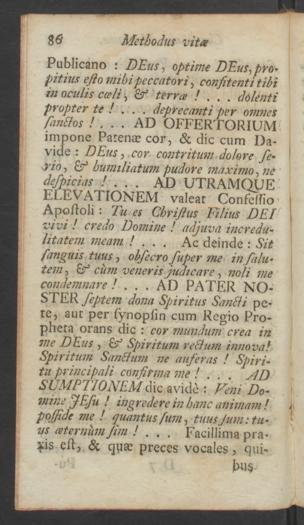 86 Methodus vitæ
Publicano : DEus, optime DEus, pro-
pitius esto mihi peccatori, confitenti tibi
in oculis cœli, & terræ ! . . . dolenti
propter te ! . . . deprecanti per omnes
sanctos ! . . . . AD OFFERTORIUM
impone Patenæ cor, & dic cum Da-
vide : DEus, cor contritum dolore se-
rio, & humiliatum pudore maximo, ne
despicias ! . . . . AD UTRAMQUE
ELEVATIONEM valeat Confessio
Apostoli : Tu es Christus Filius DEI
vivi ! credo Domine ! adjuva incredu-
litatem meam ! . . . Ac deinde : Sit
sanguis tuus, obsecro super me in salu-
tem, & cùm veneris judicare, noli me
condemnare ! . . . . AD PATER NO-
STER septem dona Spiritus Sancti pe-
te, aut per synopsin cum Regio Pro-
pheta orans dic : cor mundum crea in
me DEus, & Spiritum rectum innova!
Spiritum Sanctum ne auferas ! Spiri-
tu principali confirma me ! . . . . AD
SUMPTIONEM dic avidè : Veni Do-
mine JEsu ! ingredere in hanc animam !
posside me ! quantus sum, tuus sum : tu-
us æternùm sim ! . . . Facillima pra-
xis est, & quæ preces vocales, qui-
bus